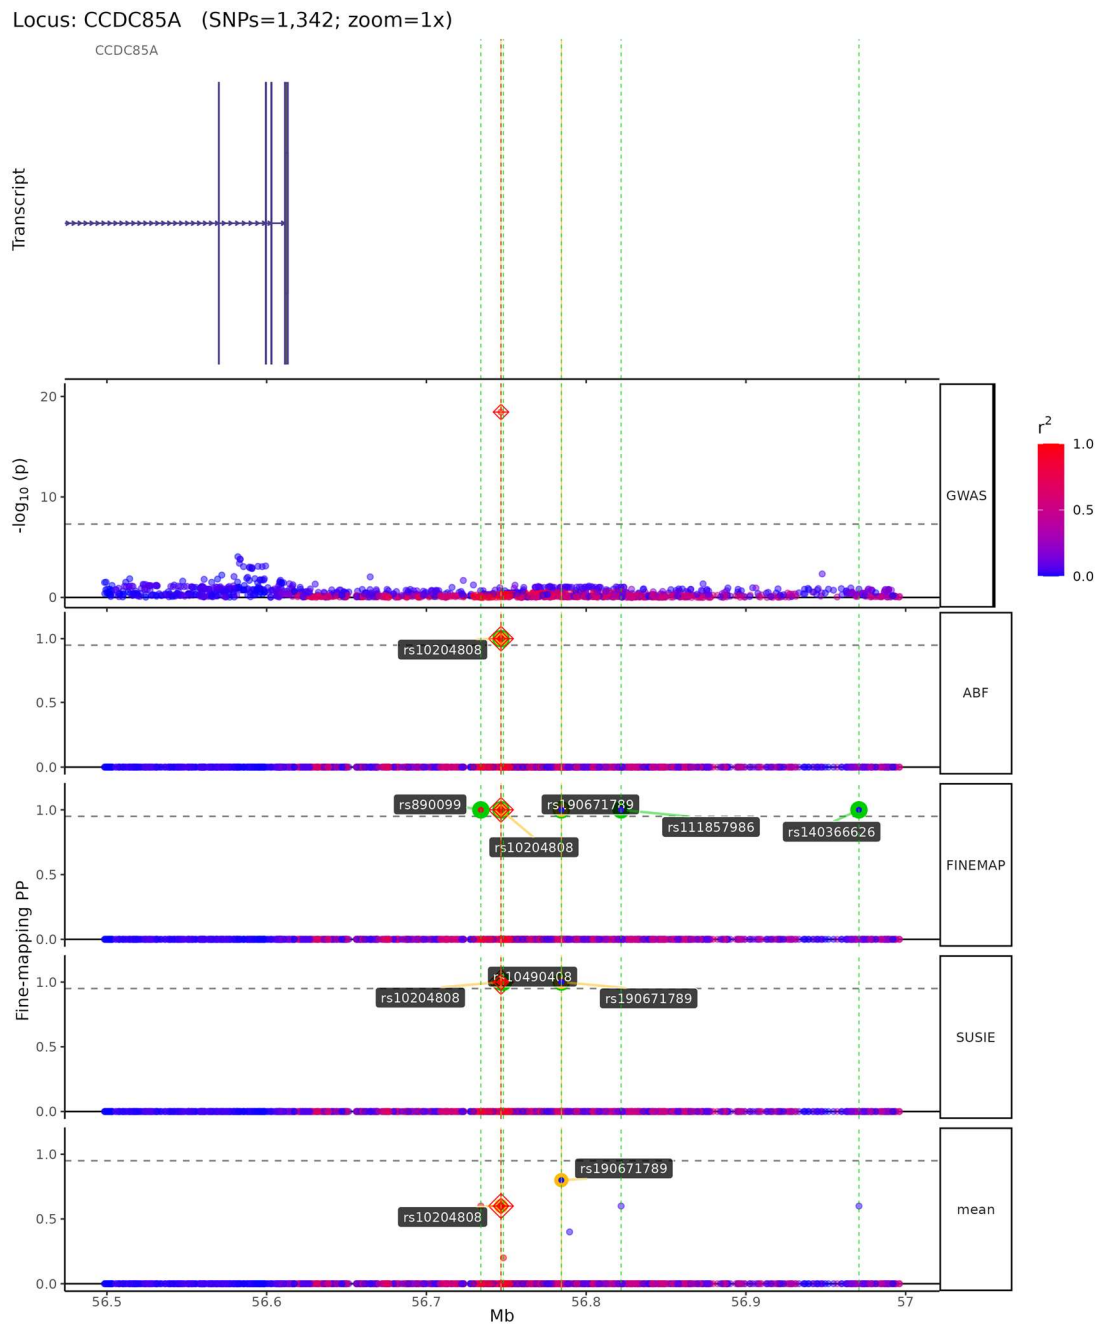 Locus: CCDC85A (SNPs=1,342; zoom=1x)
CCDC85A
Transcript
20
10
0
-log10 (p)
GWAS
r2
1.0
0.5
0.0
1.0
0.5
0.0
rs10204808
ABF
1.0
0.5
0.0
rs890099
rs190671789
rs10204808
rs111857986
rs140366626
FINEMAP
Fine-mapping PP
1.0
0.5
0.0
rs10490408
rs10204808
rs190671789
SUSIE
1.0
0.5
0.0
rs190671789
rs10204808
mean
56.5 56.6 56.7 56.8 56.9 57
Mb